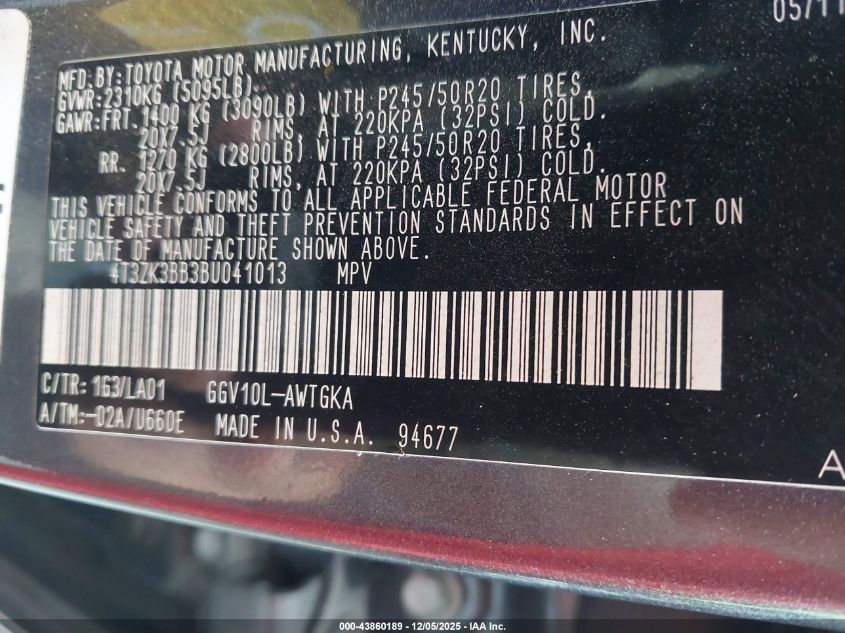 05/11
MFD.BY:TOYOTA MOTOR MANUFACTURING, KENTUCKY, INC.
GVWR:2310KG (5095LB)
GAWR:FRT.1400 KG (3090LB) WITH P245/50R20 TIRES,
20X7.5J RIMS, AT 220KPA (32PSI) COLD.
RR. 1270 KG (2800LB) WITH P245/50R20 TIRES,
20X7.5J RIMS, AT 220KPA (32PSI) COLD.
THIS VEHICLE CONFORMS TO ALL APPLICABLE FEDERAL MOTOR
VEHICLE SAFETY AND THEFT PREVENTION STANDARDS IN EFFECT ON
THE DATE OF MANUFACTURE SHOWN ABOVE.
4T3ZK3BB3BU041013 MPV
C/TR: 1G3/LA01 GGV10L-AWTGKA
A/TM:-02A/U660E MADE IN U.S.A. 94677
A
000-43860189 - 12/05/2025 - IAA Inc.